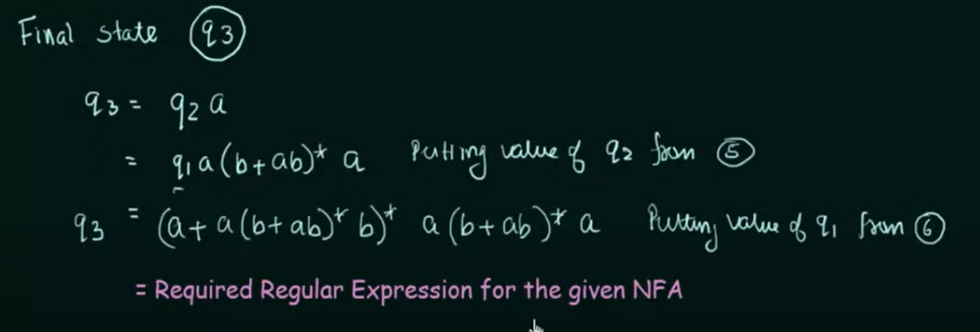 Final state q3
q3 = q2 a
= q1 a (b + ab)* a Putting value of q2 from 5
q3 = (a + a (b + ab)* b)* a (b + ab)* a Putting value of q1 from 6
= Required Regular Expression for the given NFA